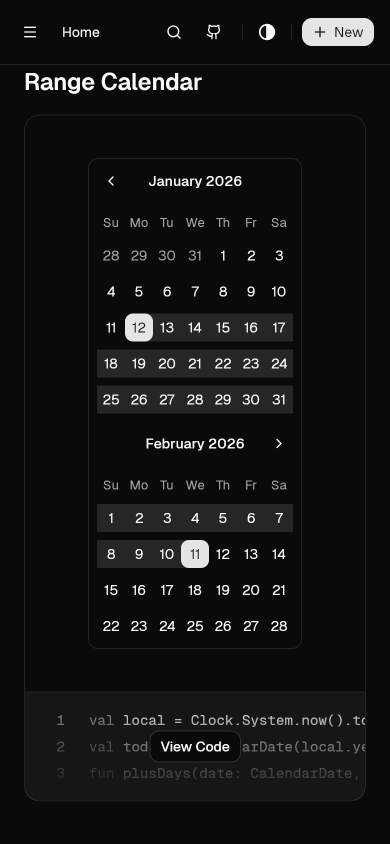 Home
New
Range Calendar
January 2026
Su Mo Tu We Th Fr Sa
28 29 30 31 1 2 3
4 5 6 7 8 9 10
11 12 13 14 15 16 17
18 19 20 21 22 23 24
25 26 27 28 29 30 31
February 2026
Su Mo Tu We Th Fr Sa
1 2 3 4 5 6 7
8 9 10 11 12 13 14
15 16 17 18 19 20 21
22 23 24 25 26 27 28
1 val local = Clock.System.now().to
2 val tod arDate(local.ye
View Code
3 fun plusDays(date: CalendarDate,